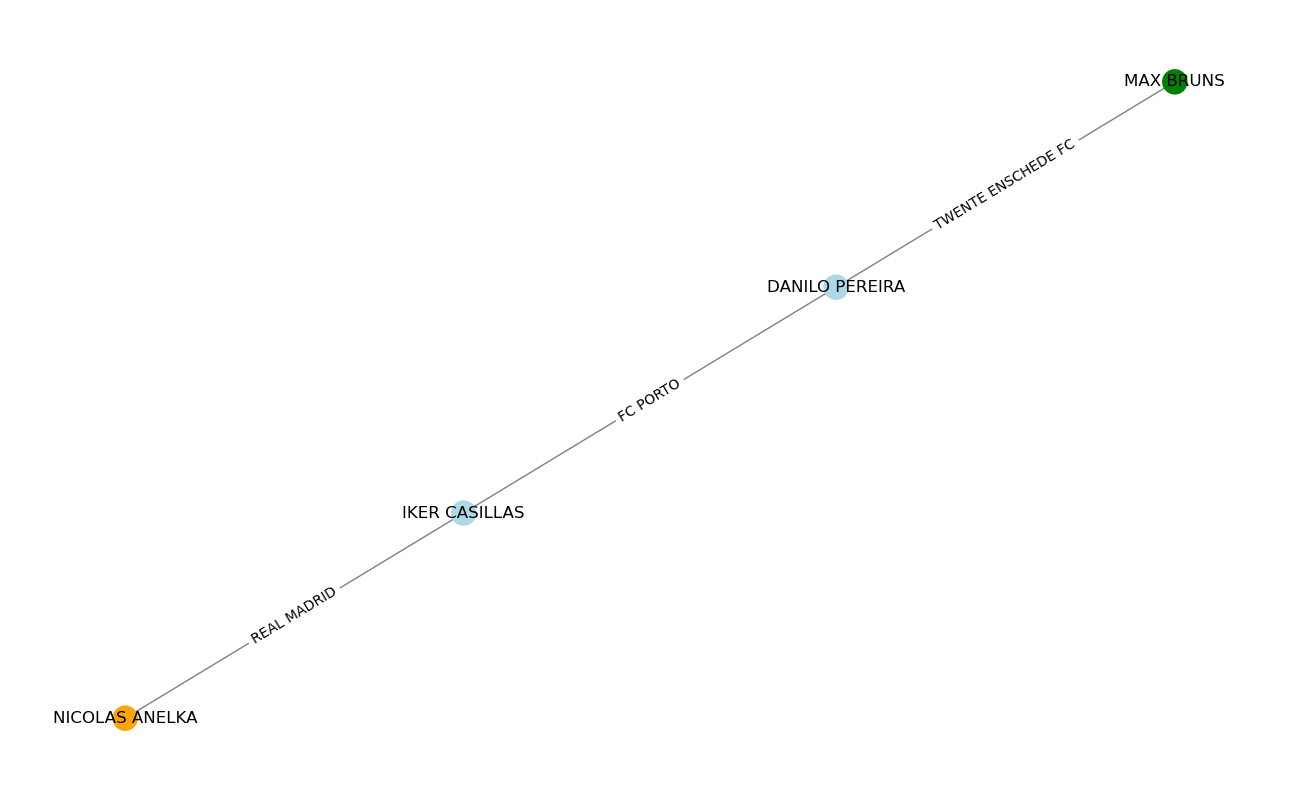 MAX BRUNS
TWENTE ENSCHEDE FC
DANILO PEREIRA
FC PORTO
IKER CASILLAS
REAL MADRID
NICOLAS ANELKA